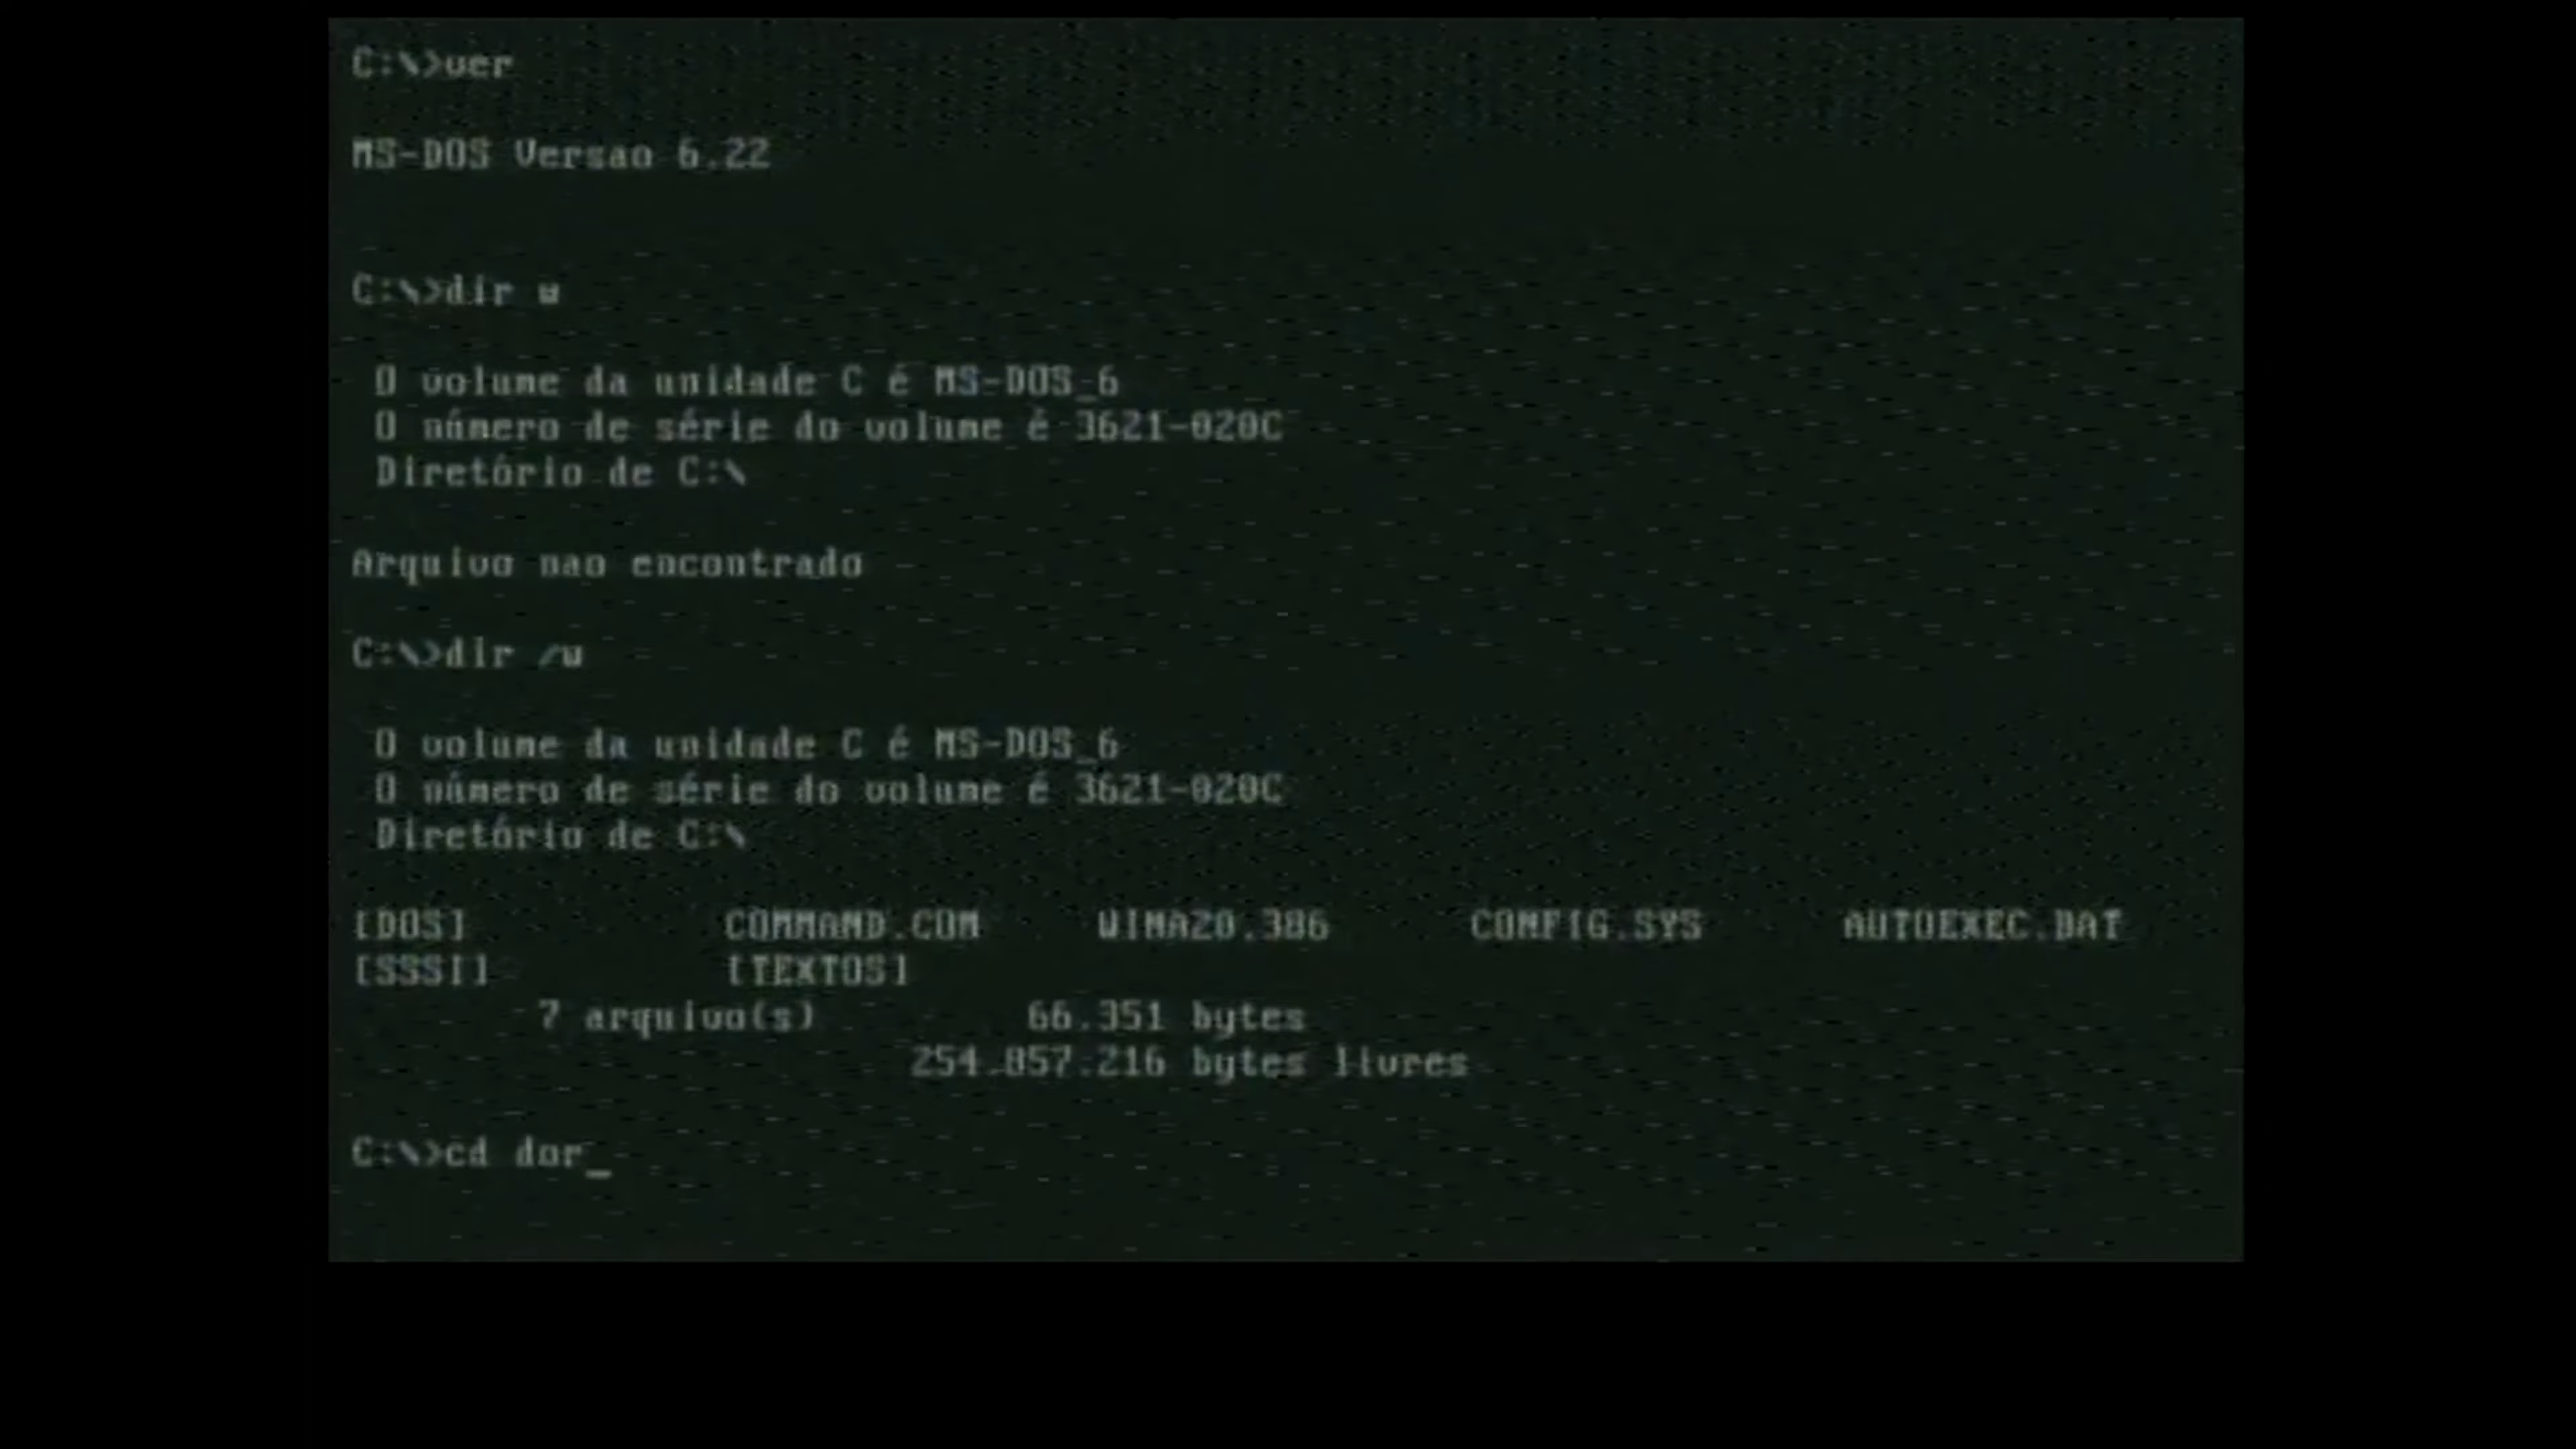 C:\>ver
MS-DOS Versao 6.22
C:\>dir w
O volume da unidade C é MS-DOS_6
O número de série do volume é 3621-020C
Diretório de C:\
Arquivo nao encontrado
C:\>dir /w
O volume da unidade C é MS-DOS_6
O número de série do volume é 3621-020C
Diretório de C:\
[DOS] COMMAND.COM WINA20.386 CONFIG.SYS AUTOEXEC.BAT
[SSSI] [TEXTOS]
7 arquivo(s) 66.351 bytes
254.857.216 bytes livres
C:\>cd dor_